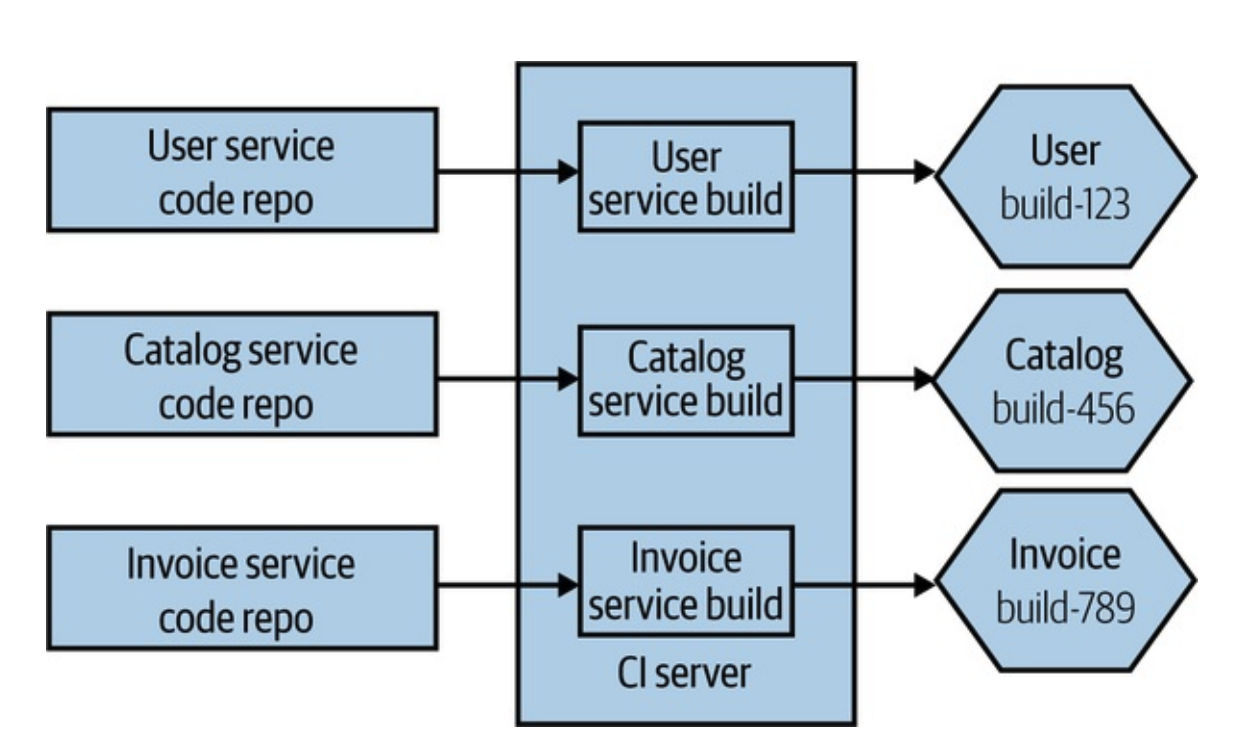 User service
code repo
User
service build
User
build-123
Catalog service
code repo
Catalog
service build
Catalog
build-456
Invoice service
code repo
Invoice
service build
Invoice
build-789
CI server